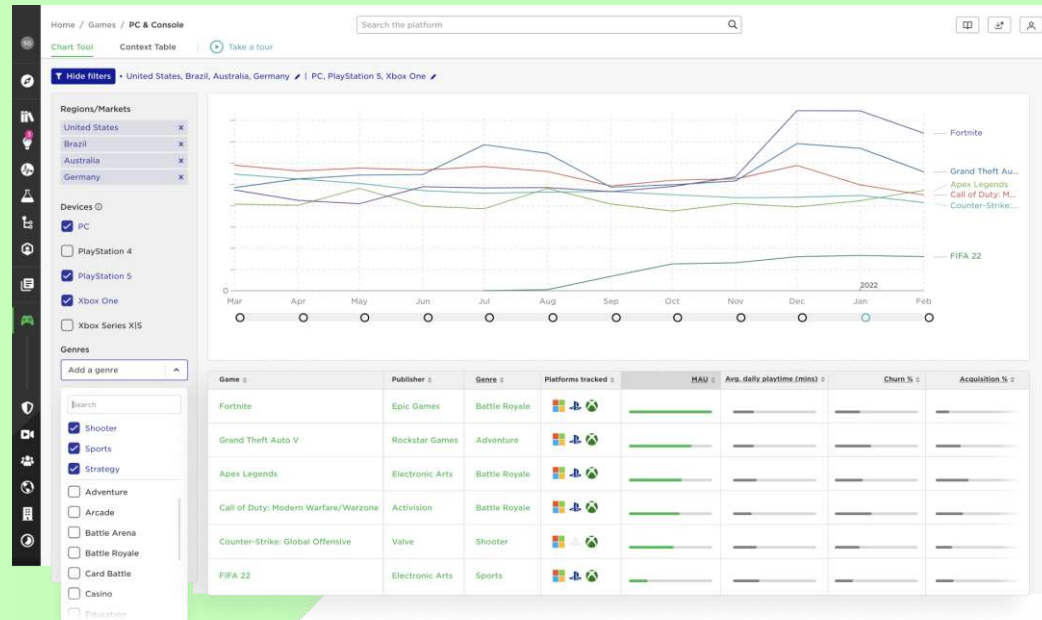 Home / Games / PC & Console
Search the platform
Chart Tool
Context Table
Take a tour
SG
3
Hide filters • United States, Brazil, Australia, Germany | PC, PlayStation 5, Xbox One
Regions/Markets
United States x
Brazil x
Australia x
Germany x
Devices
PC
PlayStation 4
PlayStation 5
Xbox One
Xbox Series X|S
Genres
Add a genre
Search
Shooter
Sports
Strategy
Adventure
Arcade
Battle Arena
Battle Royale
Card Battle
Casino
Education
Fortnite
Grand Theft Au...
Apex Legends
Call of Duty: M...
Counter-Strike:...
FIFA 22
0
2022
Mar Apr May Jun Jul Aug Sep Oct Nov Dec Jan Feb
Game Publisher Genre Platforms tracked MAU Avg. daily playtime (mins) Churn % Acquisition %
Fortnite Epic Games Battle Royale
Grand Theft Auto V Rockstar Games Adventure
Apex Legends Electronic Arts Battle Royale
Call of Duty: Modern Warfare/Warzone Activision Battle Royale
Counter-Strike: Global Offensive Valve Shooter
FIFA 22 Electronic Arts Sports